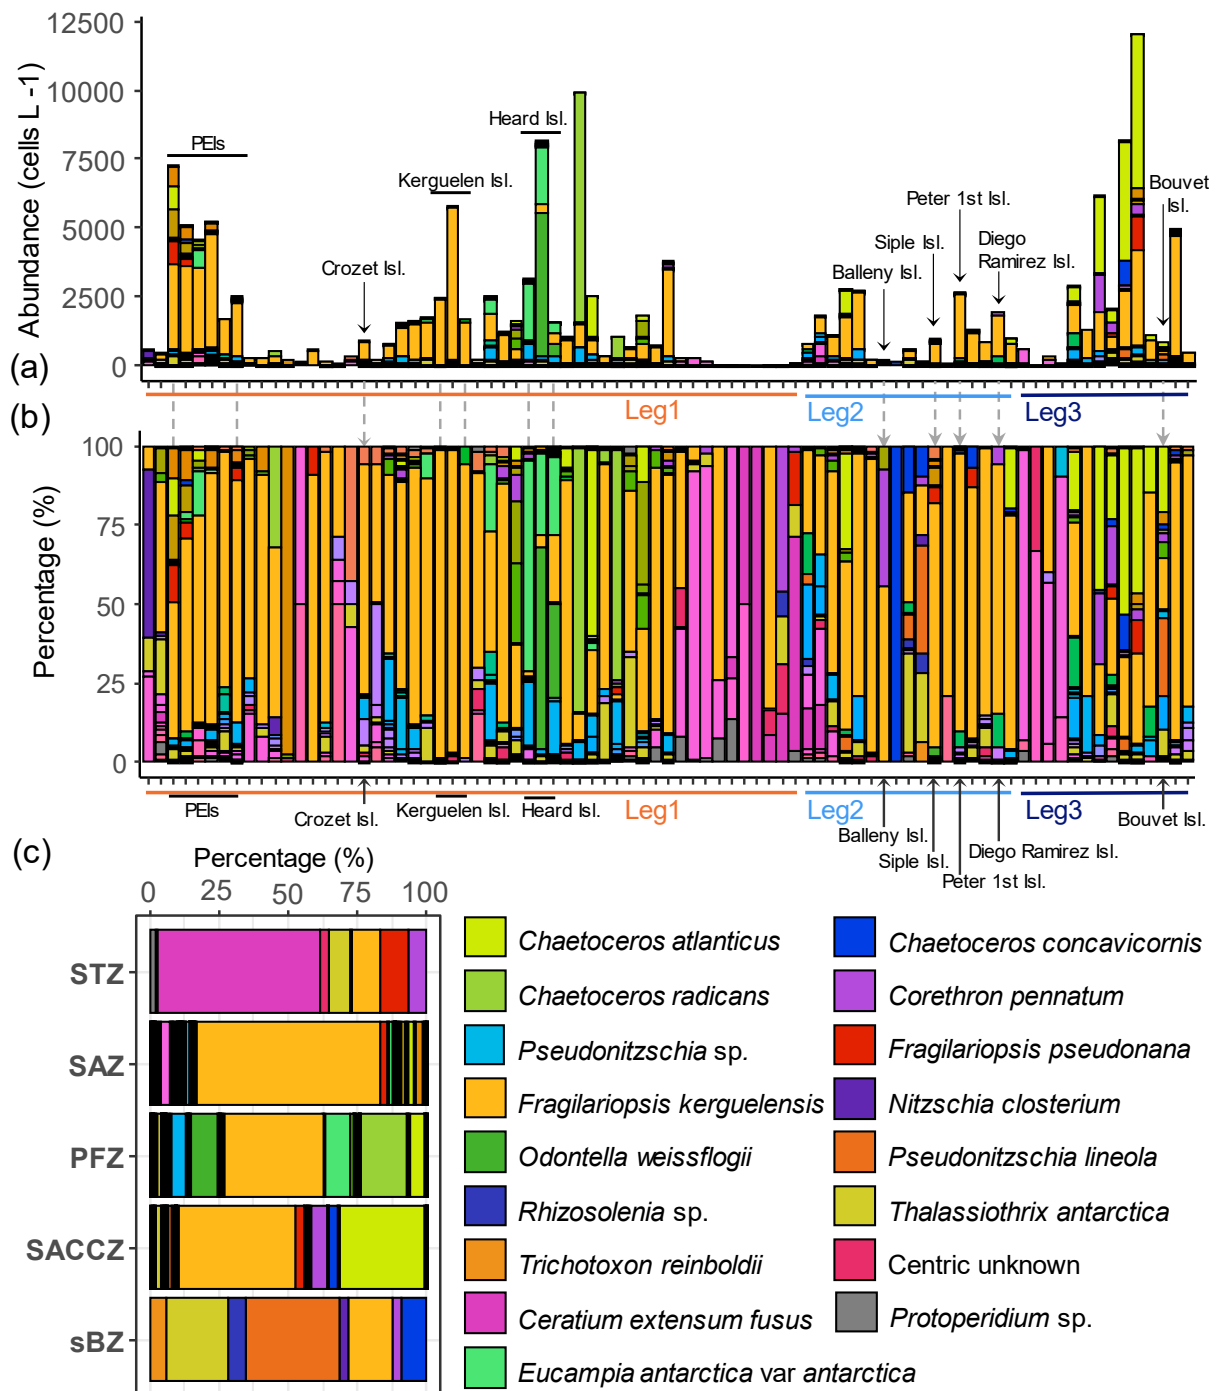 12500
10000
7500
5000
2500
0
Abundance (cells L -1)
PEIs
Crozet Isl.
Kerguelen Isl.
Heard Isl.
Balleny Isl.
Siple Isl.
Peter 1st Isl.
Diego
Ramirez Isl.
Bouvet
Isl.
(a)
Leg1
Leg2
Leg3
(b)
100
75
50
25
0
Percentage (%)
PEIs
Crozet Isl.
Kerguelen Isl.
Heard Isl.
Leg1
Leg2
Leg3
Balleny Isl.
Siple Isl.
Peter 1st Isl.
Diego Ramirez Isl.
Bouvet Isl.
(c)
Percentage (%)
0 25 50 75 100
STZ
SAZ
PFZ
SACCZ
sBZ
Chaetoceros atlanticus
Chaetoceros radicans
Pseudonitzschia sp.
Fragilariopsis kerguelensis
Odontella weissflogii
Rhizosolenia sp.
Trichotoxon reinboldii
Ceratium extensum fusus
Eucampia antarctica var antarctica
Chaetoceros concavicornis
Corethron pennatum
Fragilariopsis pseudonana
Nitzschia closterium
Pseudonitzschia lineola
Thalassiothrix antarctica
Centric unknown
Protoperidium sp.